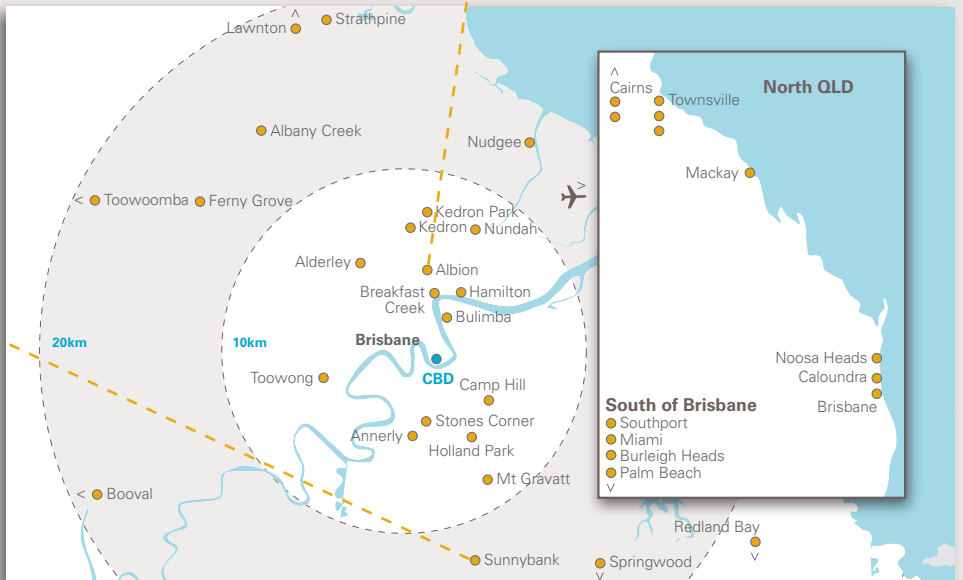 Lawnton
Strathpine
Albany Creek
Nudgee
< Toowoomba
Ferny Grove
Kedron Park
Kedron
Nundah
Alderley
Albion
Breakfast
Creek
Hamilton
Bulimba
Brisbane
20km
10km
CBD
Toowong
Camp Hill
Stones Corner
Annerly
Holland Park
Mt Gravatt
< Booval
Sunnybank
Springwood
Redland Bay
North QLD
Cairns
Townsville
Mackay
Noosa Heads
Caloundra
Brisbane
South of Brisbane
Southport
Miami
Burleigh Heads
Palm Beach